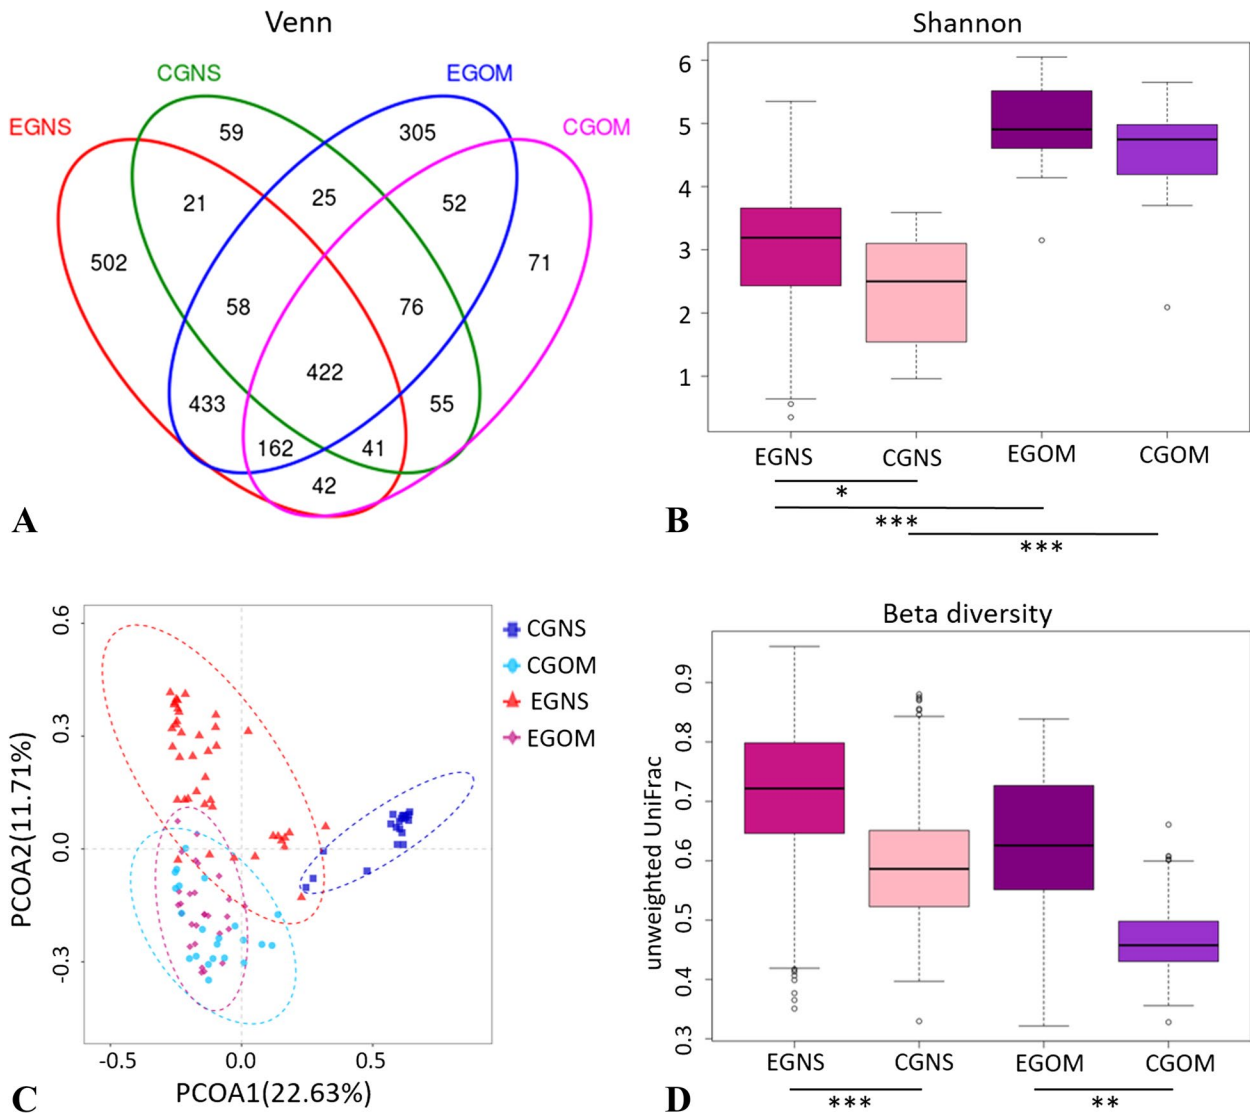 Venn
CGNS
EGOM
EGNS
CGOM
59
305
21
25
52
502
71
58
76
422
433
55
162
41
42
A
Shannon
6
5
4
3
2
1
EGNS
CGNS
EGOM
CGOM
*
***
***
B
0.6
0.3
0.0
-0.3
PCOA2(11.71%)
-0.5
0.0
0.5
PCOA1(22.63%)
CGNS
CGOM
EGNS
EGOM
C
Beta diversity
unweighted UniFrac
0.9
0.8
0.7
0.6
0.5
0.4
0.3
EGNS
CGNS
EGOM
CGOM
***
**
D